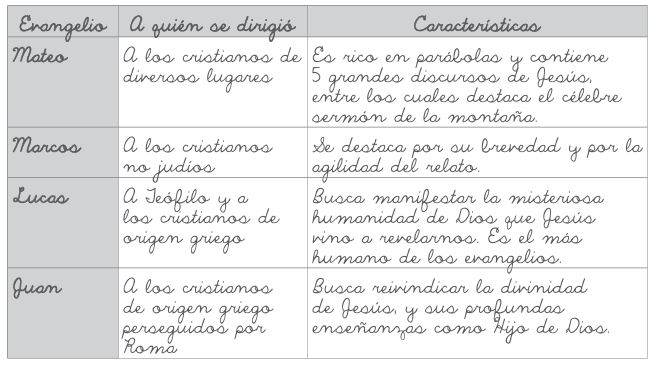 Evangelio A quién se dirigió Características
Mateo
A los cristianos de
diversos lugares
Es rico en parábolas y contiene
5 grandes discursos de Jesús,
entre los cuales destaca el célebre
sermón de la montaña.
Marcos
A los cristianos
no judíos
Se destaca por su brevedad y por la
agilidad del relato.
Lucas
A Teófilo y a
los cristianos de
origen griego
Busca manifestar la misteriosa
humanidad de Dios que Jesús
vino a revelarnos. Es el más
humano de los evangelios.
Juan
A los cristianos
de origen griego
perseguidos por
Roma
Busca reivindicar la divinidad
de Jesús, y sus profundas
enseñanzas como Hijo de Dios.